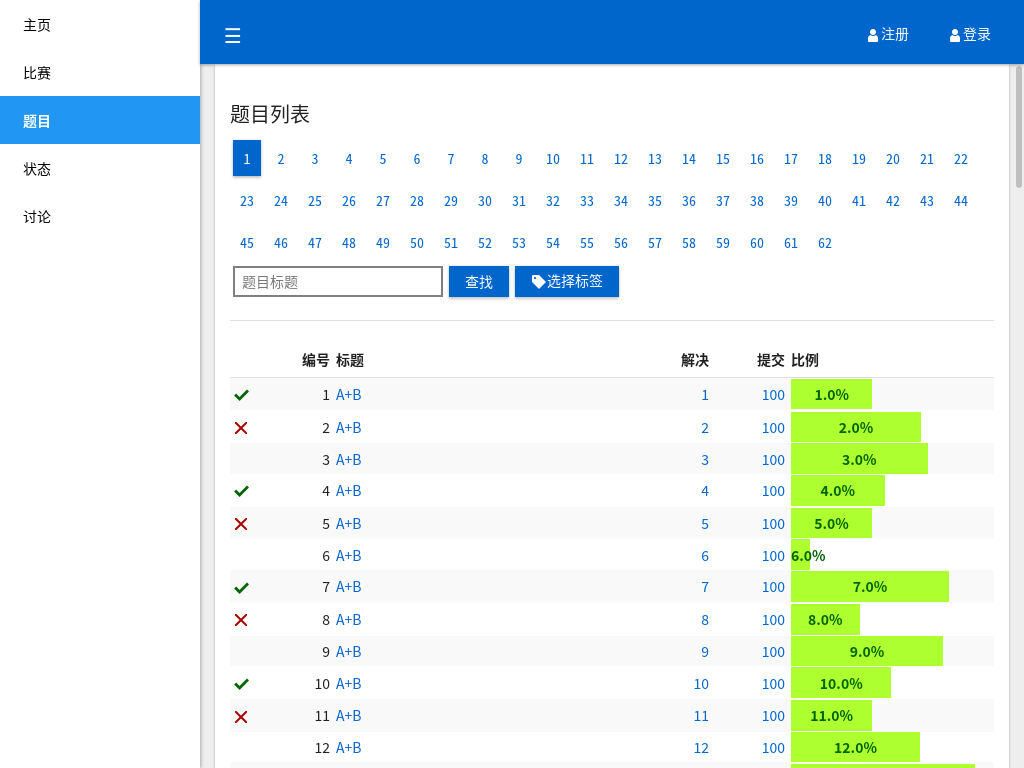 主页
比赛
题目
状态
讨论
☰
注册 登录
题目列表
1 2 3 4 5 6 7 8 9 10 11 12 13 14 15 16 17 18 19 20 21 22
23 24 25 26 27 28 29 30 31 32 33 34 35 36 37 38 39 40 41 42 43 44
45 46 47 48 49 50 51 52 53 54 55 56 57 58 59 60 61 62
题目标题 查找 选择标签
编号 标题 解决 提交 比例
1 A+B 1 100 1.0%
2 A+B 2 100 2.0%
3 A+B 3 100 3.0%
4 A+B 4 100 4.0%
5 A+B 5 100 5.0%
6 A+B 6 100 6.0%
7 A+B 7 100 7.0%
8 A+B 8 100 8.0%
9 A+B 9 100 9.0%
10 A+B 10 100 10.0%
11 A+B 11 100 11.0%
12 A+B 12 100 12.0%